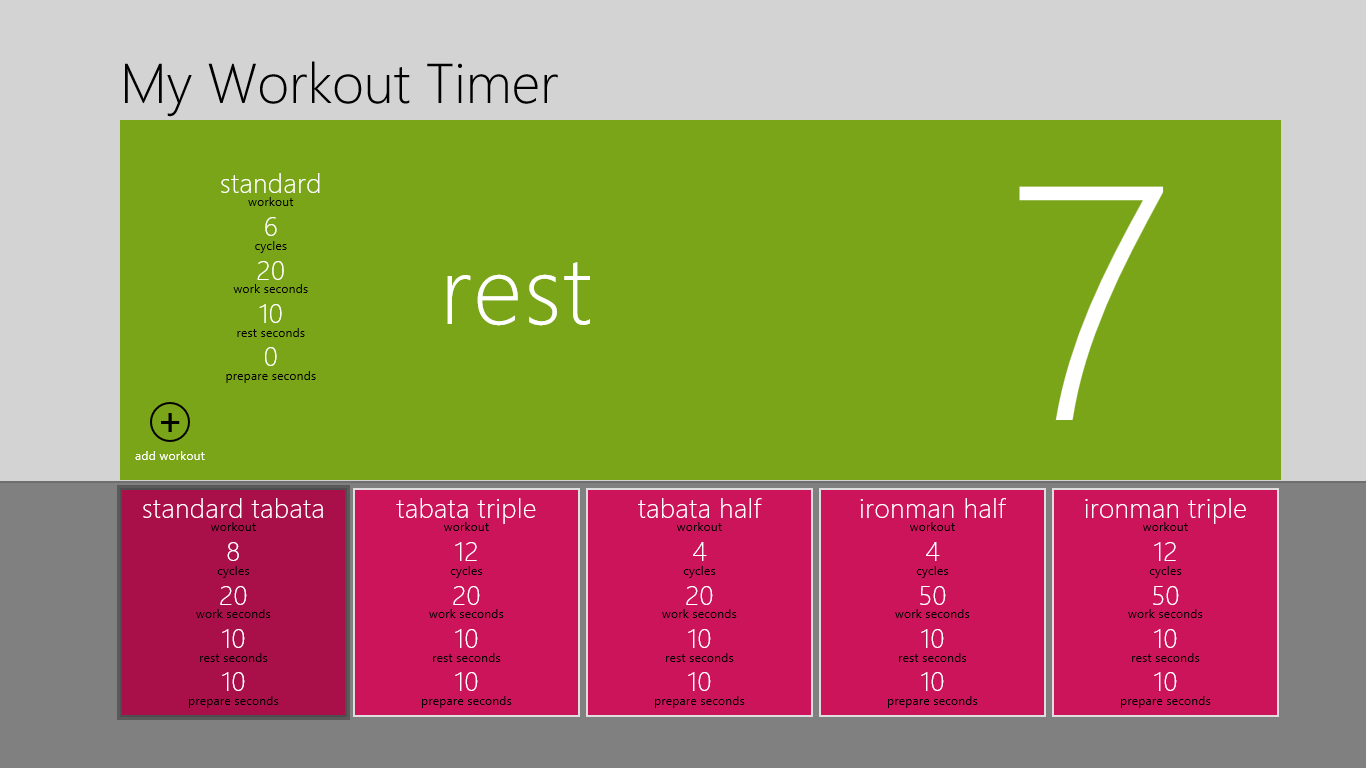 My Workout Timer
standard
workout
6
cycles
20
work seconds
10
rest seconds
0
prepare seconds
add workout
rest
7
standard tabata
workout
8
cycles
20
work seconds
10
rest seconds
10
prepare seconds
tabata triple
workout
12
cycles
20
work seconds
10
rest seconds
10
prepare seconds
tabata half
workout
4
cycles
20
work seconds
10
rest seconds
10
prepare seconds
ironman half
workout
4
cycles
50
work seconds
10
rest seconds
10
prepare seconds
ironman triple
workout
12
cycles
50
work seconds
10
rest seconds
10
prepare seconds